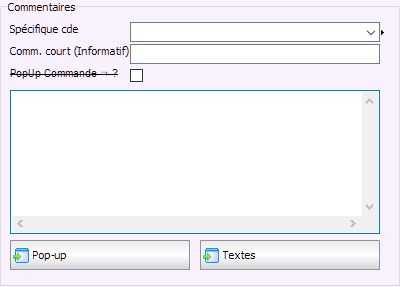 Commentaires
Spécifique cde
Comm. court (Informatif)
PopUp Commande ¬ ?
Pop-up
Textes